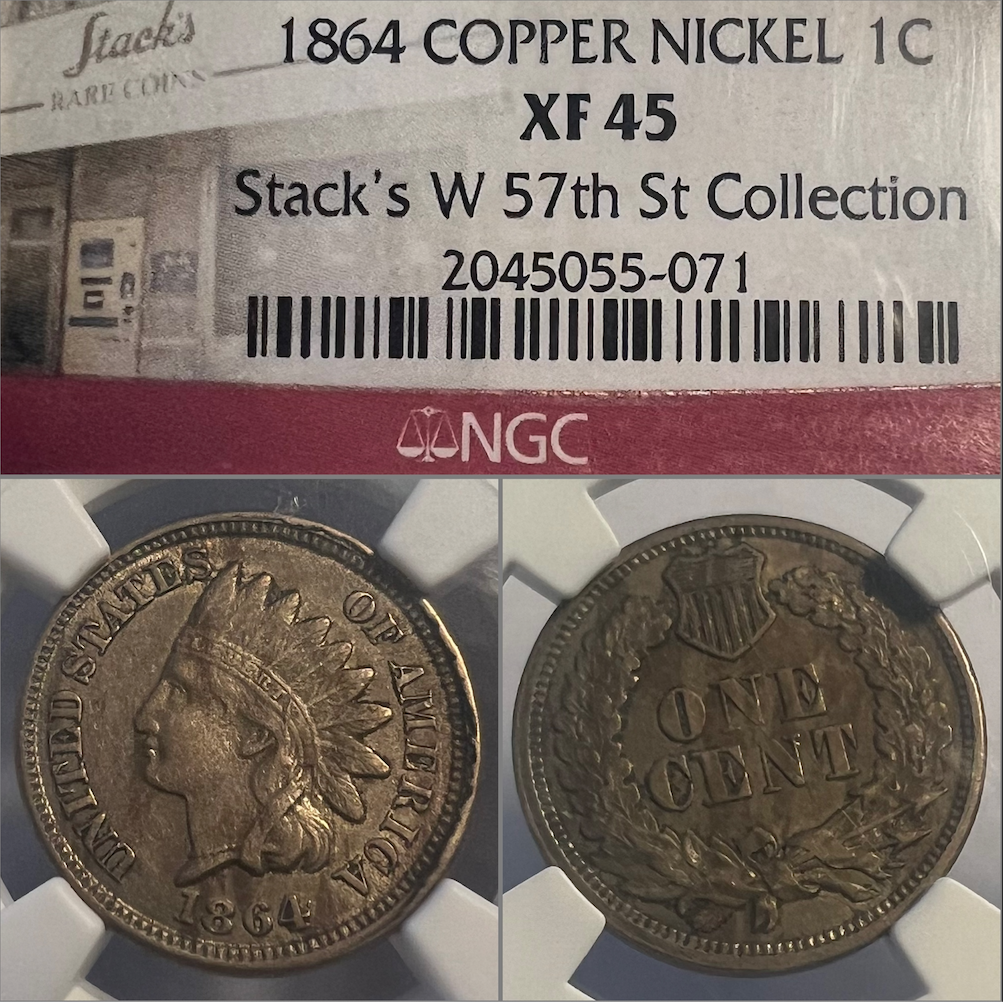 Stack's
RARE COINS
1864 COPPER NICKEL 1C
XF 45
Stack's W 57th St Collection
2045055-071
NGC
UNITED STATES OF AMERICA
1864
ONE
CENT